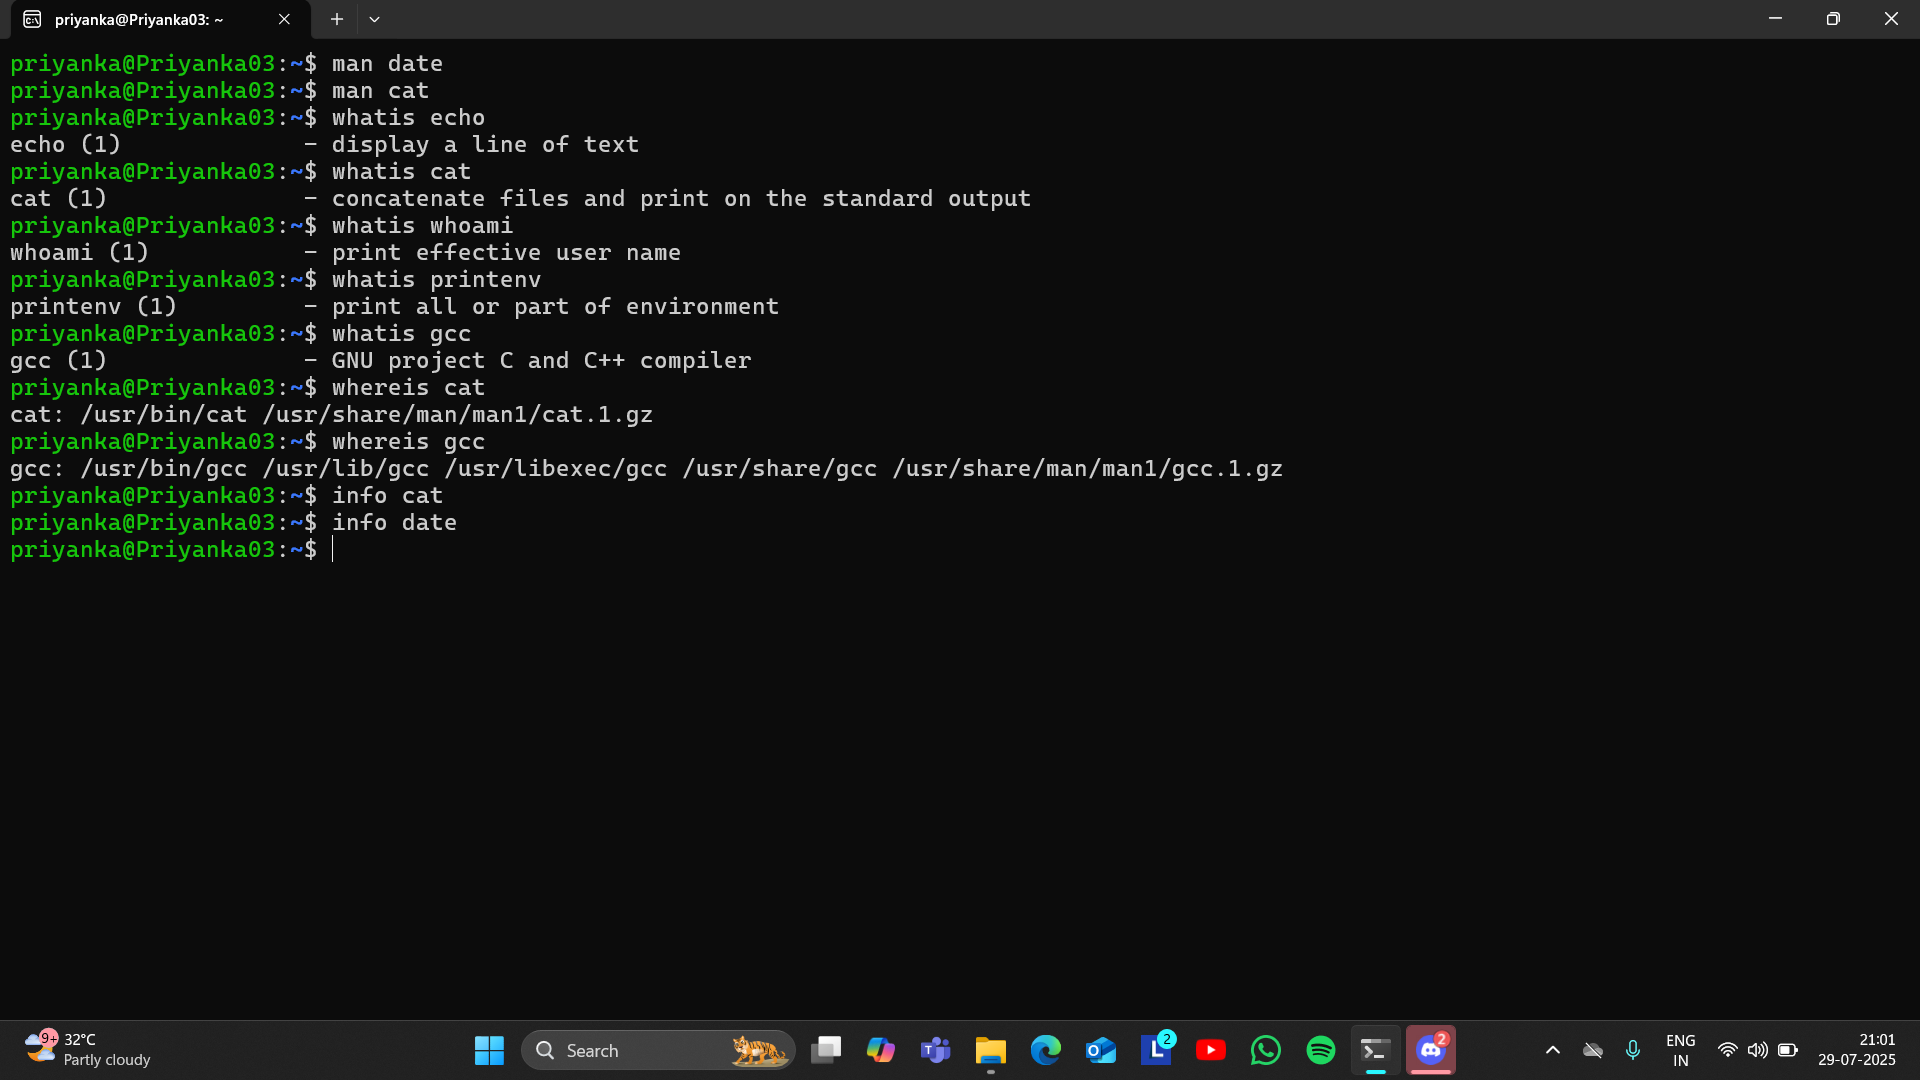 priyanka@Priyanka03: ~
priyanka@Priyanka03:~$ man date
priyanka@Priyanka03:~$ man cat
priyanka@Priyanka03:~$ whatis echo
echo (1)             - display a line of text
priyanka@Priyanka03:~$ whatis cat
cat (1)              - concatenate files and print on the standard output
priyanka@Priyanka03:~$ whatis whoami
whoami (1)           - print effective user name
priyanka@Priyanka03:~$ whatis printenv
printenv (1)         - print all or part of environment
priyanka@Priyanka03:~$ whatis gcc
gcc (1)              - GNU project C and C++ compiler
priyanka@Priyanka03:~$ whereis cat
cat: /usr/bin/cat /usr/share/man/man1/cat.1.gz
priyanka@Priyanka03:~$ whereis gcc
gcc: /usr/bin/gcc /usr/lib/gcc /usr/libexec/gcc /usr/share/gcc /usr/share/man/man1/gcc.1.gz
priyanka@Priyanka03:~$ info cat
priyanka@Priyanka03:~$ info date
priyanka@Priyanka03:~$
9+ 32°C
Partly cloudy
Search
2
2
ENG
IN
21:01
29-07-2025